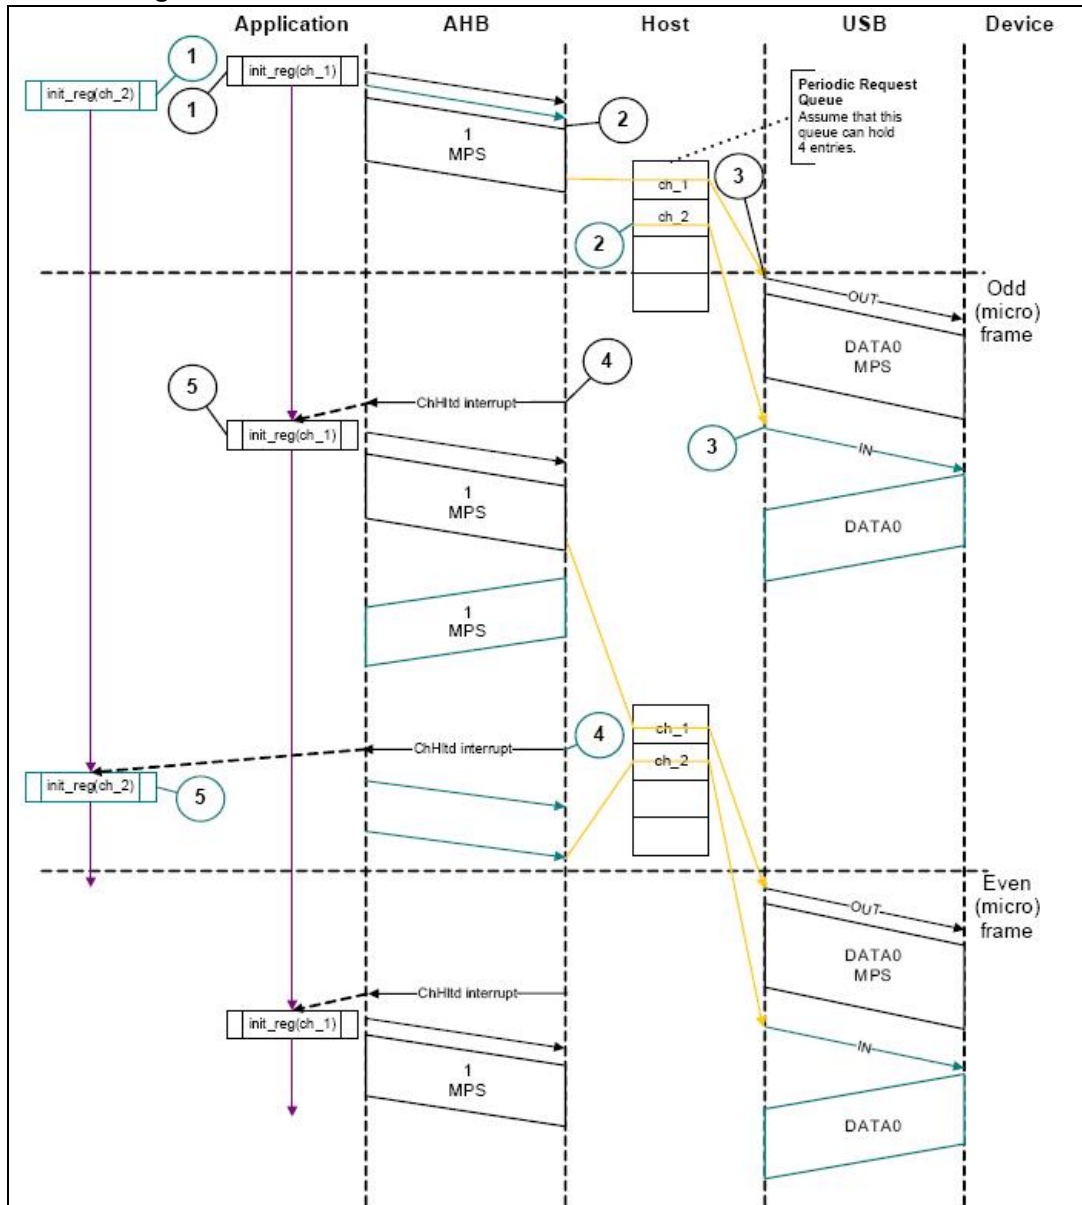 Application
AHB
Host
USB
Device
1
init_reg(ch_1)
init_reg(ch_2)
1
Periodic Request
Queue
Assume that this
queue can hold
4 entries.
2
1
MPS
3
ch_1
ch_2
2
Odd
(micro)
frame
OUT
DATA0
MPS
4
5
ChHltd interrupt
init_reg(ch_1)
3
IN
1
MPS
DATA0
1
MPS
ch_1
4
ChHltd interrupt
ch_2
init_reg(ch_2)
5
Even
(micro)
frame
OUT
DATA0
MPS
ChHltd interrupt
init_reg(ch_1)
IN
1
MPS
DATA0